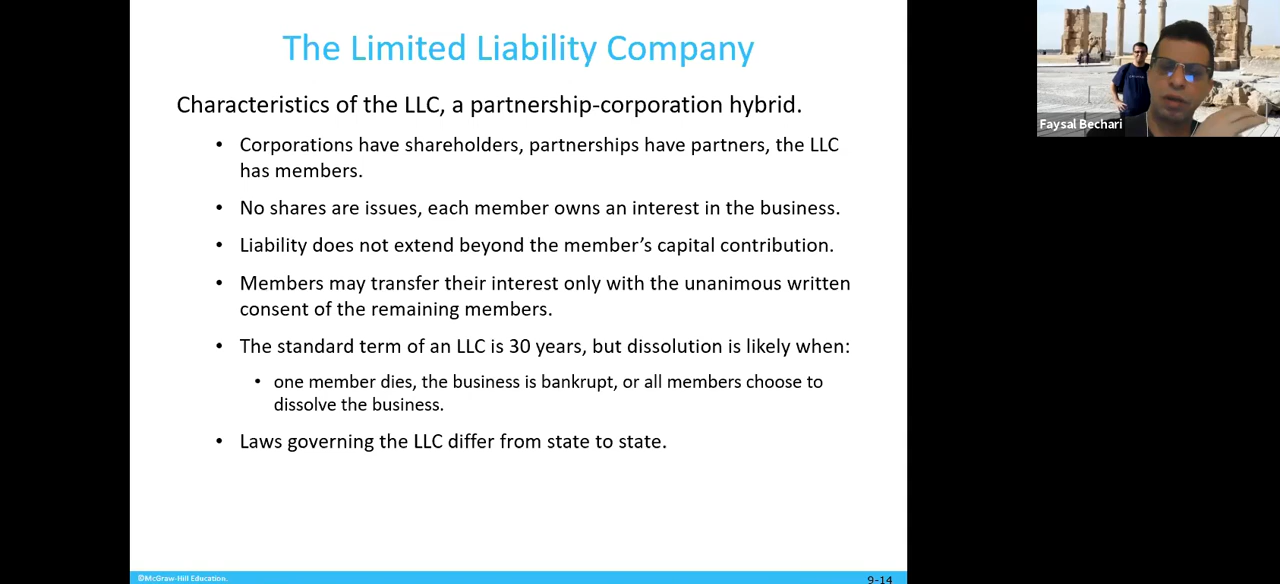 The Limited Liability Company
Characteristics of the LLC, a partnership-corporation hybrid.
• Corporations have shareholders, partnerships have partners, the LLC
has members.
• No shares are issues, each member owns an interest in the business.
• Liability does not extend beyond the member’s capital contribution.
• Members may transfer their interest only with the unanimous written
consent of the remaining members.
• The standard term of an LLC is 30 years, but dissolution is likely when:
• one member dies, the business is bankrupt, or all members choose to
dissolve the business.
• Laws governing the LLC differ from state to state.
©McGraw-Hill Education.
9-14
Faysal Bechari